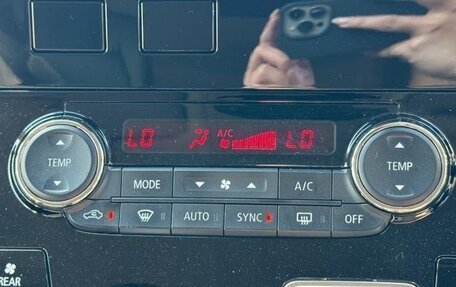 LO A/C LO
TEMP TEMP
MODE A/C
AUTO SYNC OFF
REAR